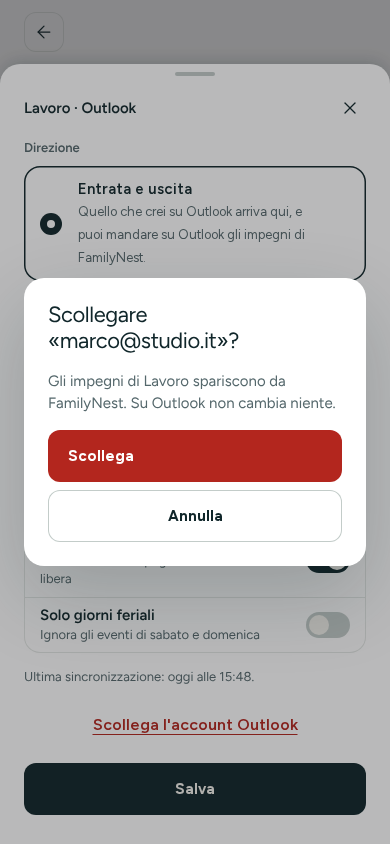 Lavoro · Outlook
Direzione
Entrata e uscita
Quello che crei su Outlook arriva qui, e
puoi mandare su Outlook gli impegni di
FamilyNest.
Scollegare
«marco@studio.it»?
Gli impegni di Lavoro spariscono da
FamilyNest. Su Outlook non cambia niente.
Scollega
Annulla
libera
Solo giorni feriali
Ignora gli eventi di sabato e domenica
Ultima sincronizzazione: oggi alle 15:48.
Scollega l'account Outlook
Salva